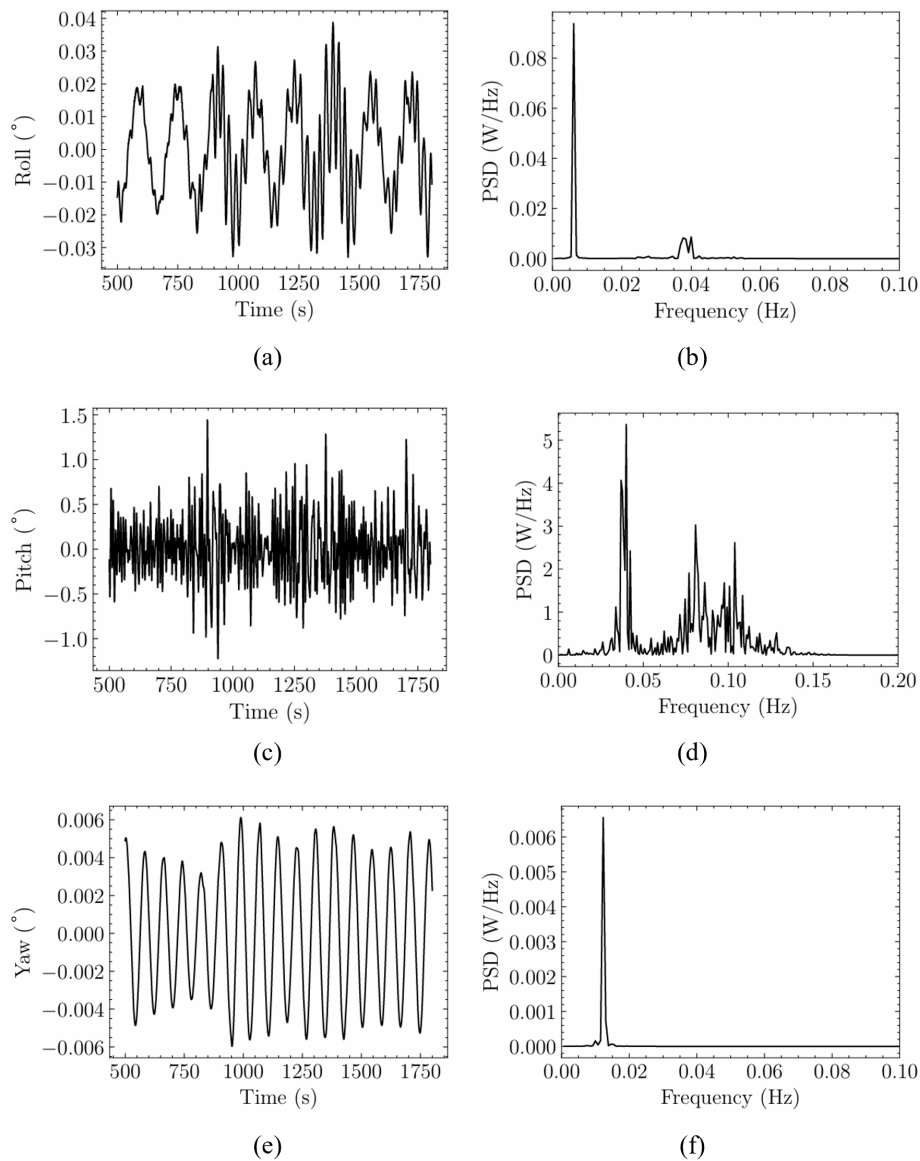 0.04
0.03
0.02
0.01
0.00
−0.01
−0.02
−0.03
Roll (°)
500 750 1000 1250 1500 1750
Time (s)
(a)
0.08
0.06
0.04
0.02
0.00
PSD (W/Hz)
0.00 0.02 0.04 0.06 0.08 0.10
Frequency (Hz)
(b)
1.5
1.0
0.5
0.0
−0.5
−1.0
Pitch (°)
500 750 1000 1250 1500 1750
Time (s)
(c)
5
4
3
2
1
0
PSD (W/Hz)
0.00 0.05 0.10 0.15 0.20
Frequency (Hz)
(d)
0.006
0.004
0.002
0.000
−0.002
−0.004
−0.006
Yaw (°)
500 750 1000 1250 1500 1750
Time (s)
(e)
0.006
0.005
0.004
0.003
0.002
0.001
0.000
PSD (W/Hz)
0.00 0.02 0.04 0.06 0.08 0.10
Frequency (Hz)
(f)